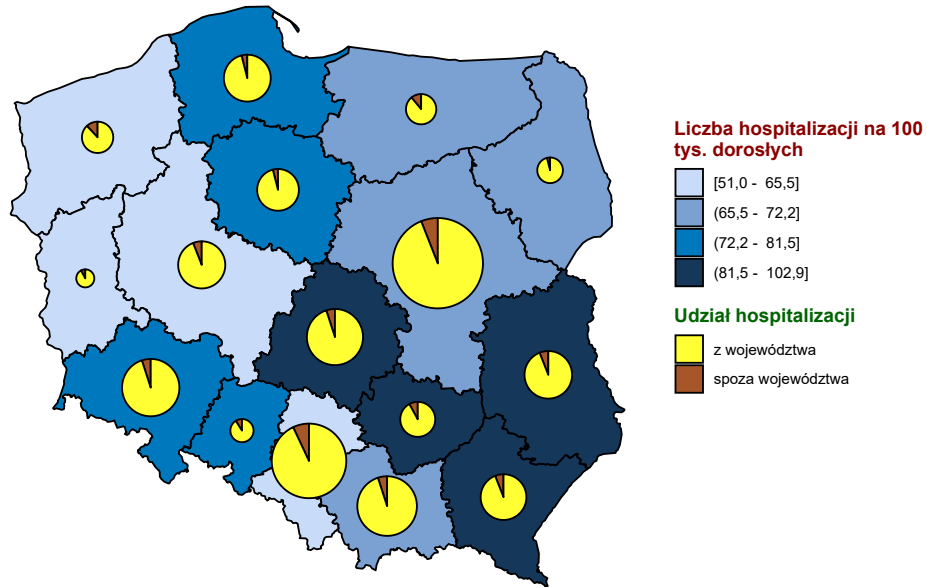 Liczba hospitalizacji na 100
tys. dorosłych
[51,0 - 65,5]
(65,5 - 72,2]
(72,2 - 81,5]
(81,5 - 102,9]
Udział hospitalizacji
z województwa
spoza województwa